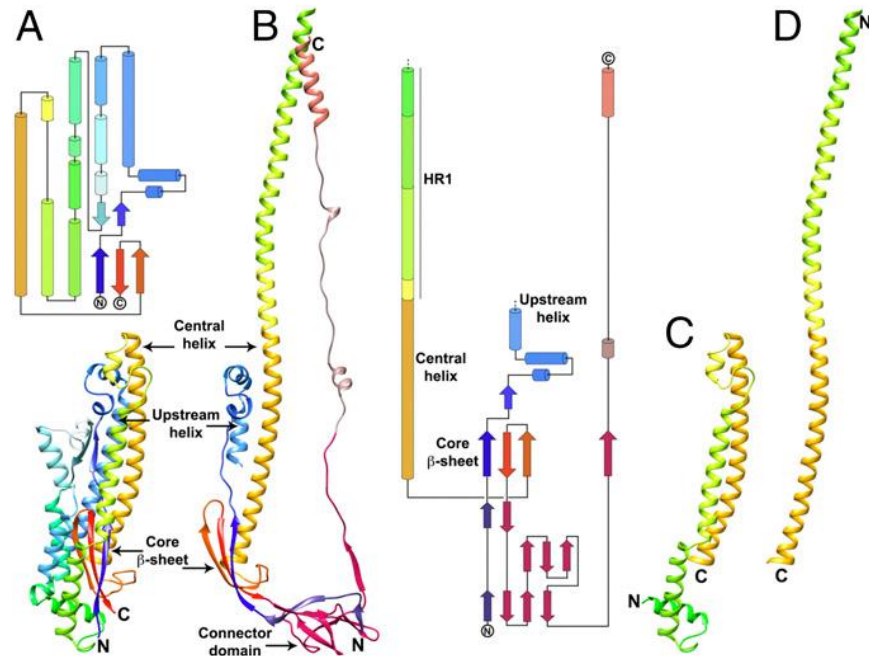 A
B
D
C
N
HR1
Central
helix
Upstream
helix
Core
β-sheet
N
C
Central
helix
Upstream
helix
Core
β-sheet
C
N
Connector
domain
N
C
N
C
N
C
C